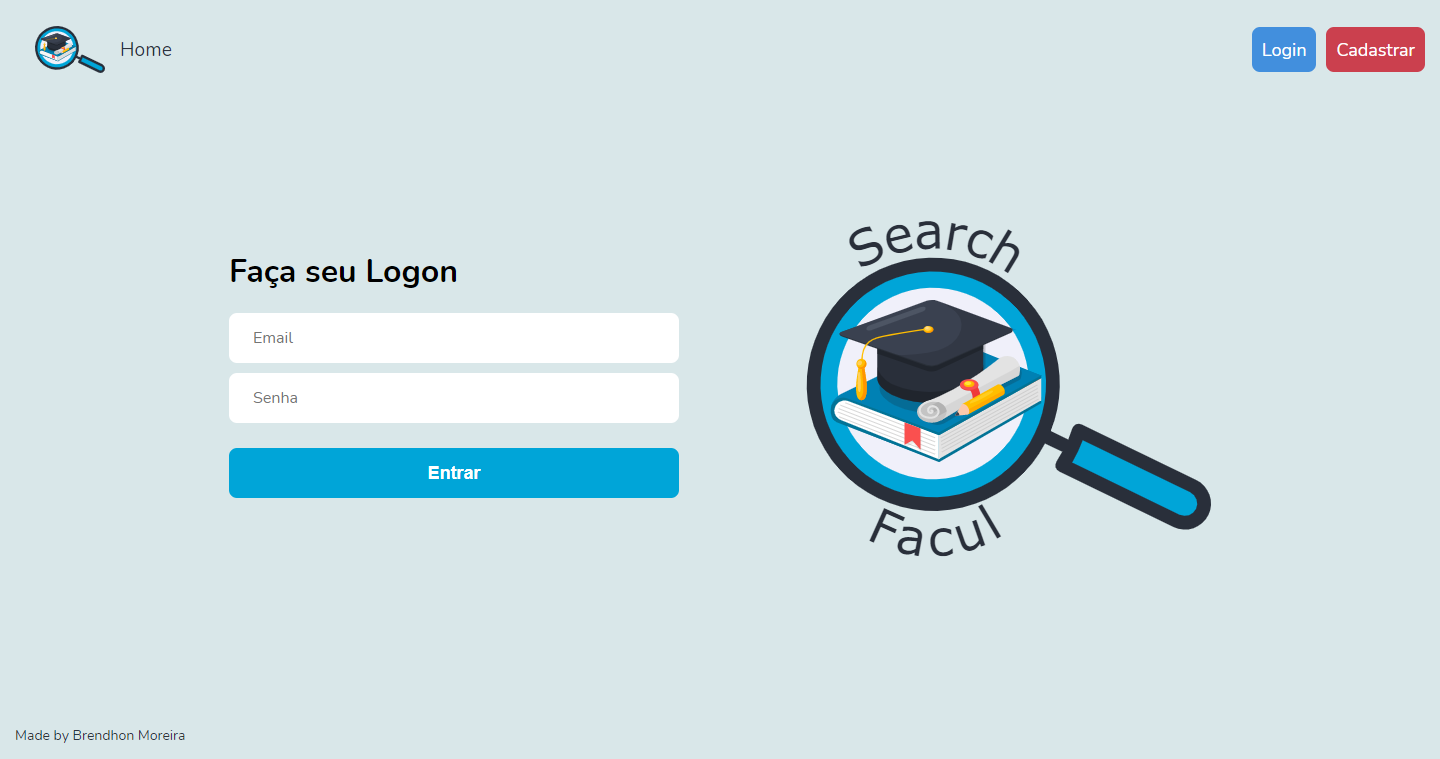 Home
Login
Cadastrar
Faça seu Logon
Email
Senha
Entrar
Search
Facul
Made by Brendhon Moreira